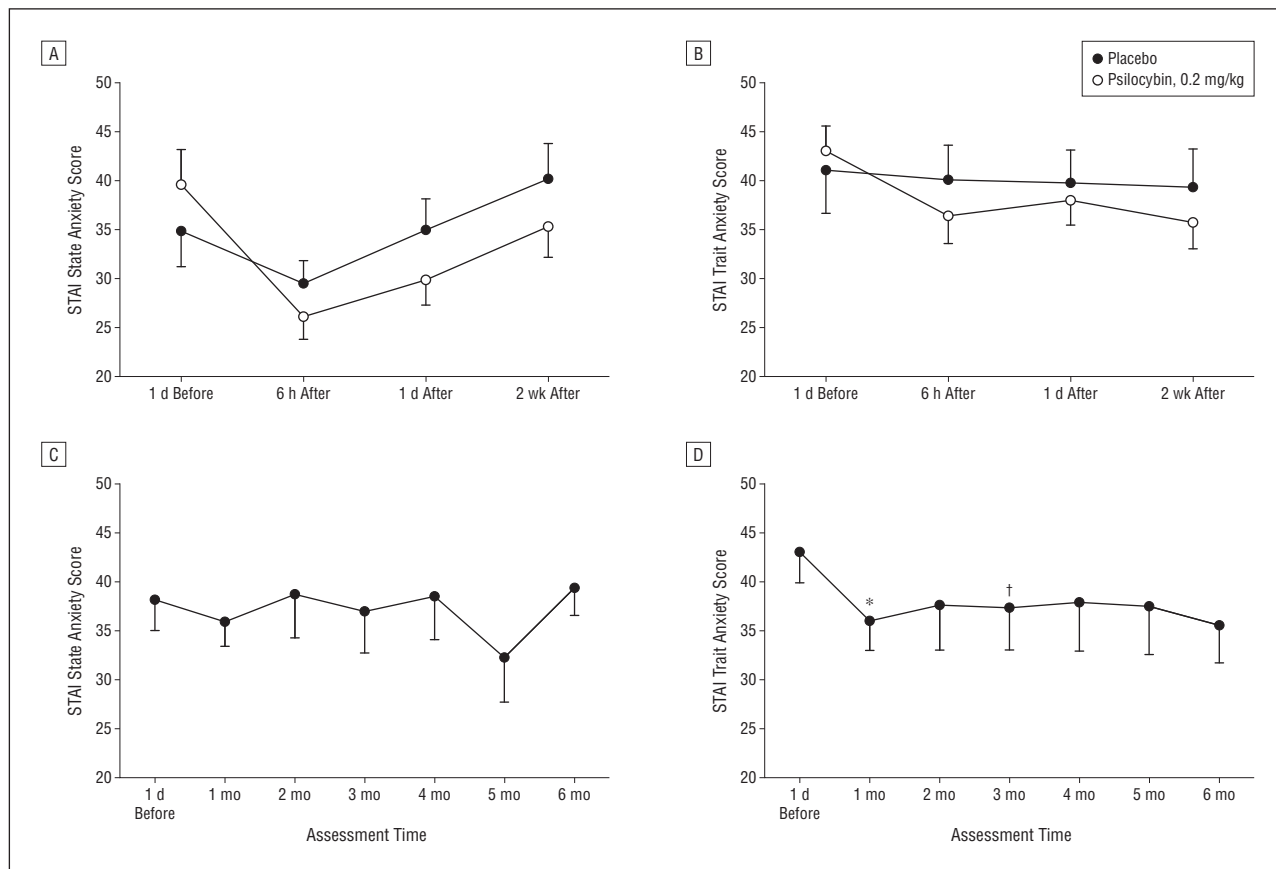 A
STAI State Anxiety Score
50
45
40
35
30
25
20
1 d Before
6 h After
1 d After
2 wk After
B
Placebo
Psilocybin, 0.2 mg/kg
STAI Trait Anxiety Score
50
45
40
35
30
25
20
1 d Before
6 h After
1 d After
2 wk After
C
STAI State Anxiety Score
50
45
40
35
30
25
20
1 d
Before
1 mo
2 mo
3 mo
4 mo
5 mo
6 mo
Assessment Time
D
STAI Trait Anxiety Score
50
45
40
35
30
25
20
*
†
1 d
Before
1 mo
2 mo
3 mo
4 mo
5 mo
6 mo
Assessment Time